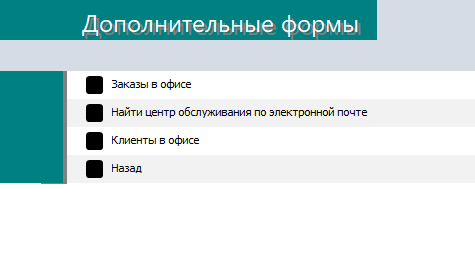 Дополнительные формы
Заказы в офисе
Найти центр обслуживания по электронной почте
Клиенты в офисе
Назад